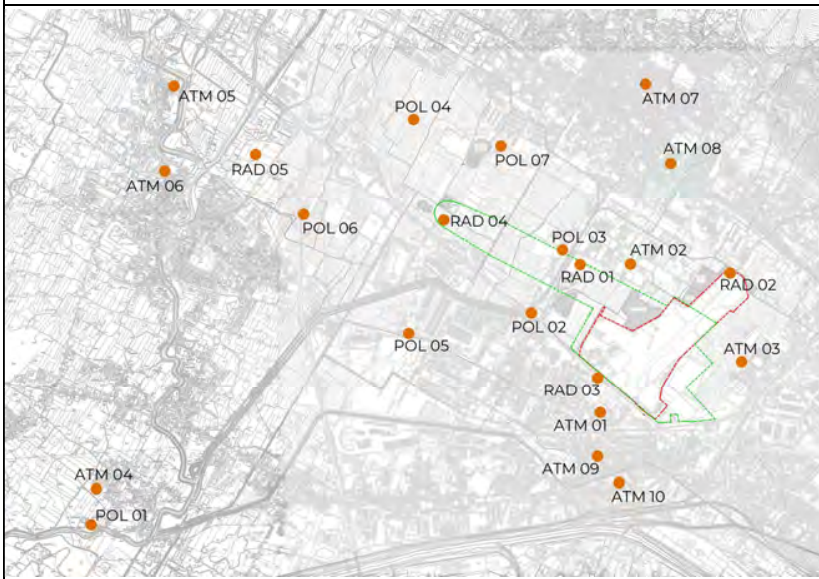 ATM 05
ATM 07
POL 04
POL 07
ATM 08
RAD 05
ATM 06
POL 06
RAD 04
POL 03
ATM 02
RAD 01
RAD 02
POL 02
POL 05
ATM 03
RAD 03
ATM 01
ATM 09
ATM 04
ATM 10
POL 01